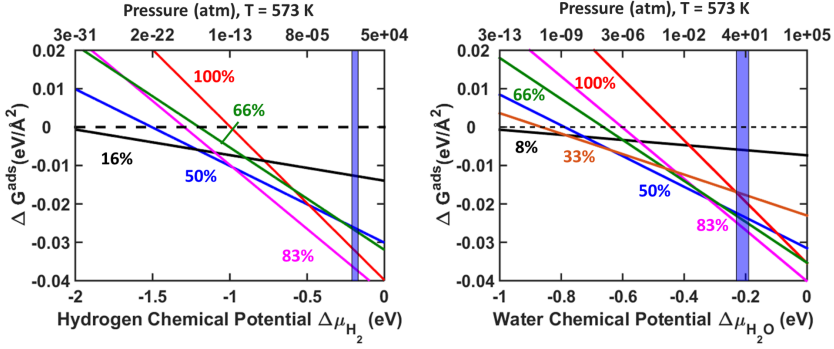 Pressure (atm), T = 573 K
3e-31 2e-22 1e-13 8e-05 5e+04
0.02
0.01
0
-0.01
-0.02
-0.03
-0.04
Δ G^ads (eV/Å²)
100%
66%
16%
50%
83%
-2 -1.5 -1 -0.5 0
Hydrogen Chemical Potential Δμ_H₂ (eV)
Pressure (atm), T = 573 K
3e-13 1e-09 3e-06 1e-02 4e+01 1e+05
0.02
0.01
0
-0.01
-0.02
-0.03
-0.04
Δ G^ads (eV/Å²)
100%
66%
8%
33%
50%
83%
-1 -0.8 -0.6 -0.4 -0.2 0
Water Chemical Potential Δμ_H₂O (eV)